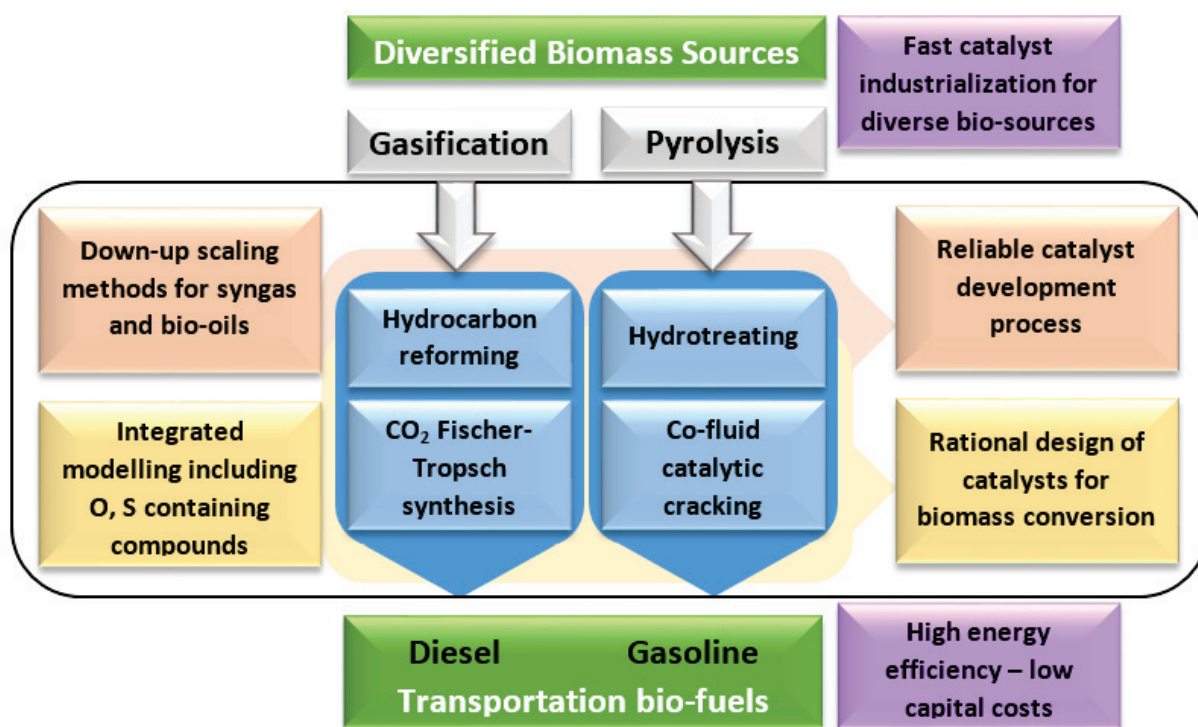 Diversified Biomass Sources
Fast catalyst
industrialization for
diverse bio-sources
Gasification
Pyrolysis
Down-up scaling
methods for syngas
and bio-oils
Hydrocarbon
reforming
Hydrotreating
Reliable catalyst
development
process
Integrated
modelling including
O, S containing
compounds
CO₂ Fischer-
Tropsch
synthesis
Co-fluid
catalytic
cracking
Rational design of
catalysts for
biomass conversion
Diesel Gasoline
Transportation bio-fuels
High energy
efficiency – low
capital costs